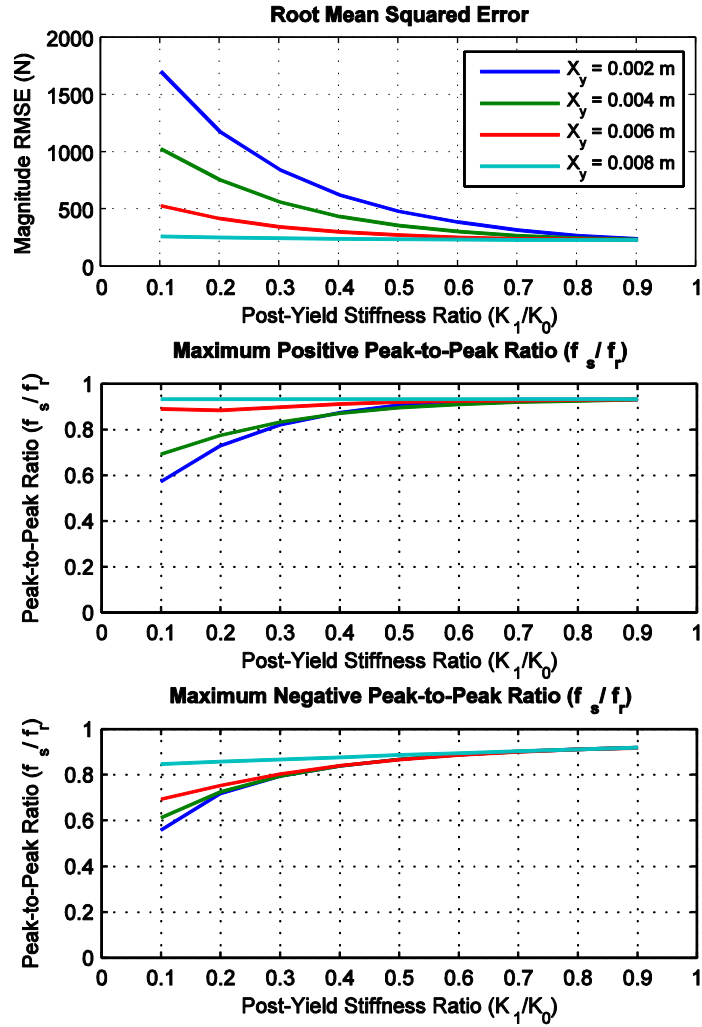 Root Mean Squared Error
Magnitude RMSE (N)
2000
1500
1000
500
0
X_y = 0.002 m
X_y = 0.004 m
X_y = 0.006 m
X_y = 0.008 m
0 0.1 0.2 0.3 0.4 0.5 0.6 0.7 0.8 0.9 1
Post-Yield Stiffness Ratio (K_1/K_0)
Maximum Positive Peak-to-Peak Ratio (f_s/f_r)
Peak-to-Peak Ratio (f_s/f_r)
1
0.8
0.6
0.4
0.2
0
0 0.1 0.2 0.3 0.4 0.5 0.6 0.7 0.8 0.9 1
Post-Yield Stiffness Ratio (K_1/K_0)
Maximum Negative Peak-to-Peak Ratio (f_s/f_r)
Peak-to-Peak Ratio (f_s/f_r)
1
0.8
0.6
0.4
0.2
0
0 0.1 0.2 0.3 0.4 0.5 0.6 0.7 0.8 0.9 1
Post-Yield Stiffness Ratio (K_1/K_0)